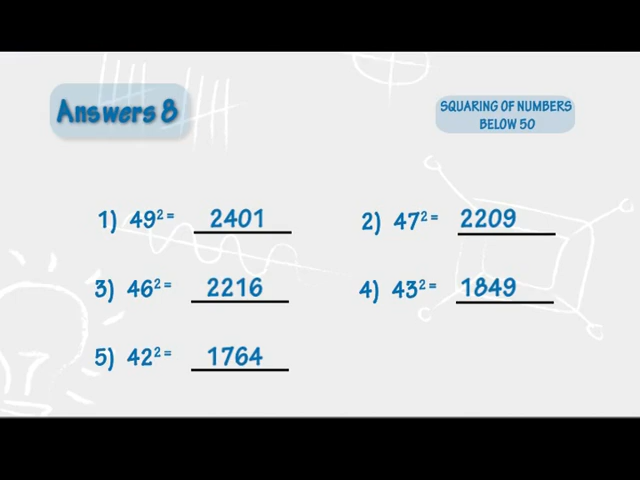 Answers 8
SQUARING OF NUMBERS
BELOW 50
1) 49² = 2401
2) 47² = 2209
3) 46² = 2216
4) 43² = 1849
5) 42² = 1764